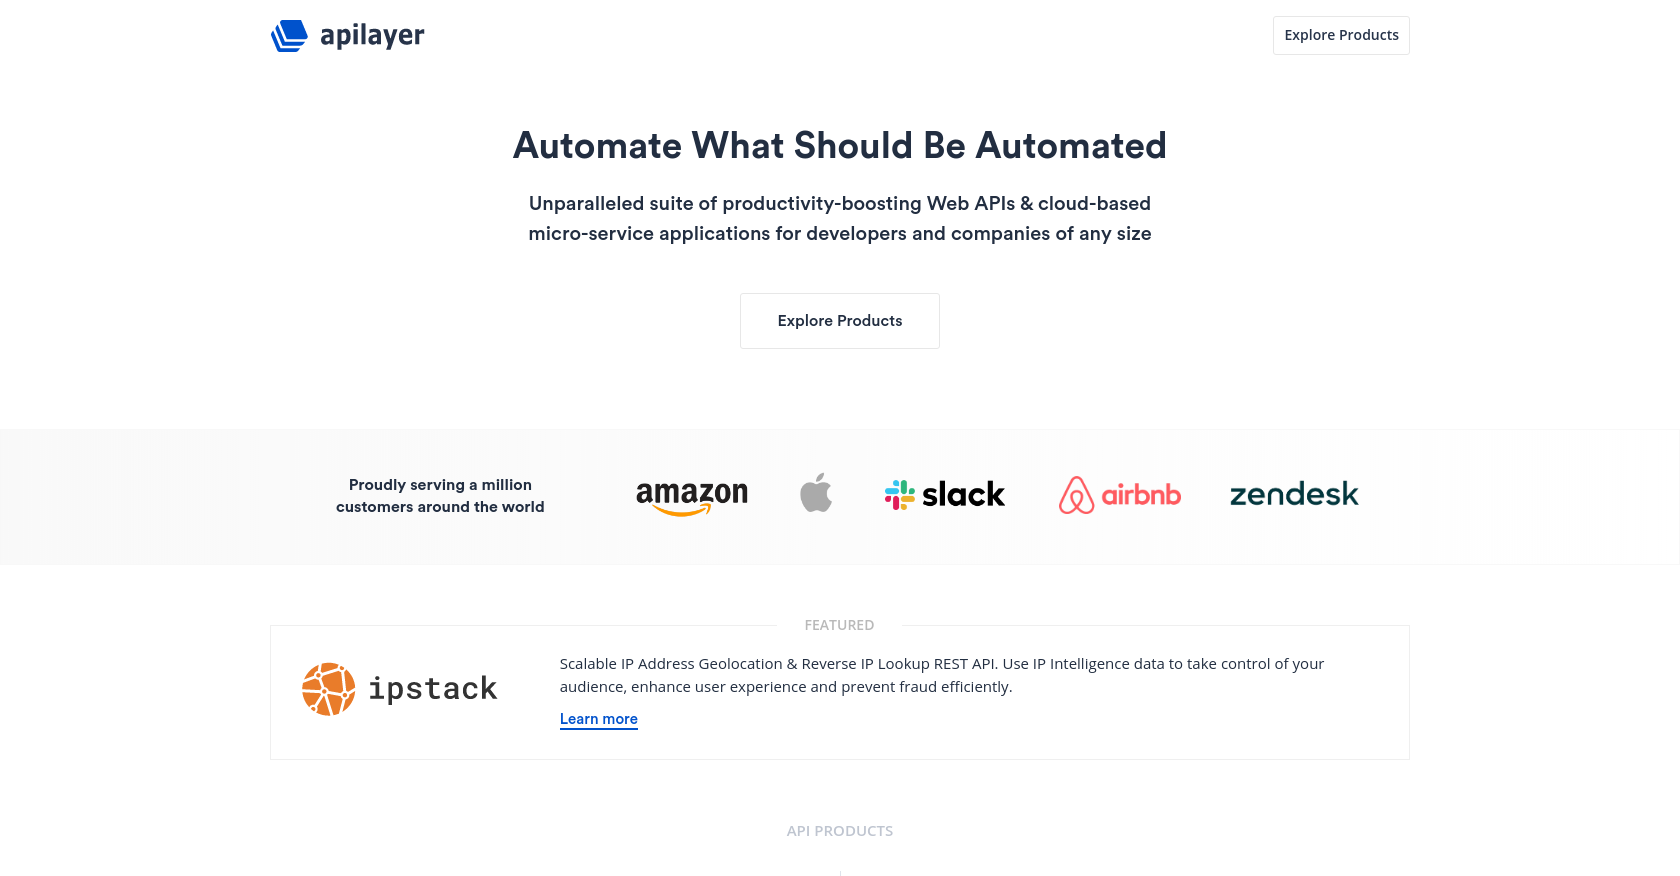 apilayer
Explore Products
Automate What Should Be Automated
Unparalleled suite of productivity-boosting Web APIs & cloud-based
micro-service applications for developers and companies of any size
Explore Products
Proudly serving a million
customers around the world
amazon
slack
airbnb
zendesk
FEATURED
ipstack
Scalable IP Address Geolocation & Reverse IP Lookup REST API. Use IP Intelligence data to take control of your
audience, enhance user experience and prevent fraud efficiently.
Learn more
API PRODUCTS